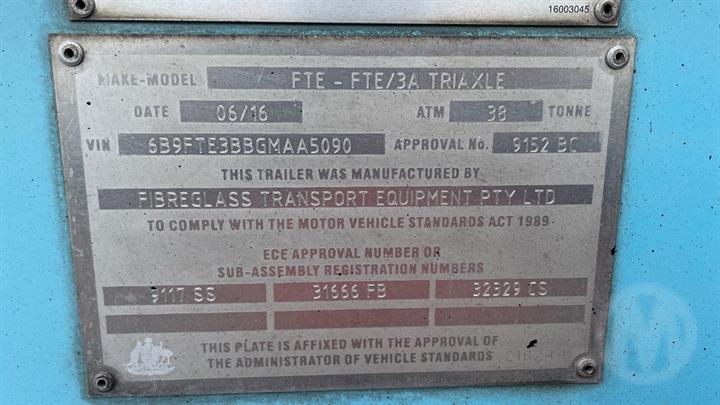 16003045
MAKE-MODEL FTE - FTE/3A TRIAXLE
DATE 06/16 ATM 38 TONNE
VIN 6B9FTE3BBGMAA5090 APPROVAL No. 9152 BC
THIS TRAILER WAS MANUFACTURED BY
FIBREGLASS TRANSPORT EQUIPMENT PTY LTD
TO COMPLY WITH THE MOTOR VEHICLE STANDARDS ACT 1989
ECE APPROVAL NUMBER OR
SUB-ASSEMBLY REGISTRATION NUMBERS
9117 SS 31666 FB 32329 CS
THIS PLATE IS AFFIXED WITH THE APPROVAL OF
THE ADMINISTRATOR OF VEHICLE STANDARDS
M